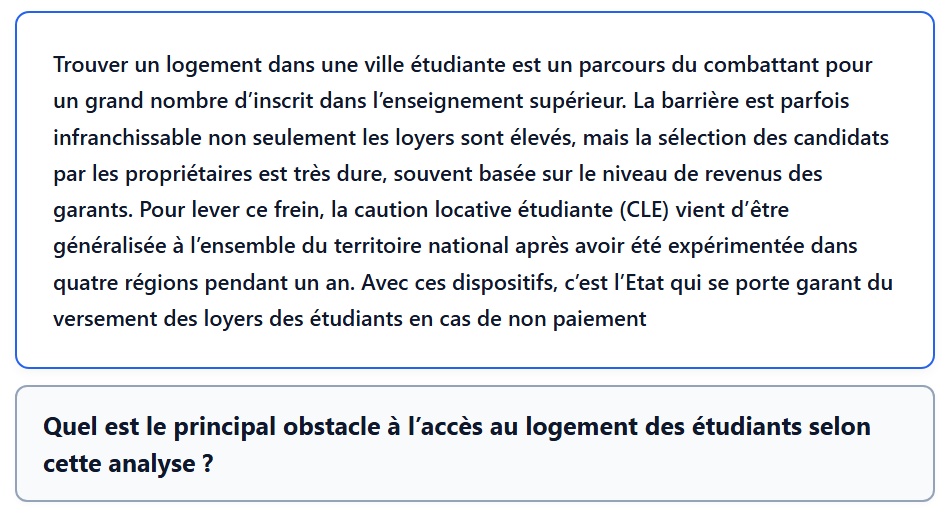 Trouver un logement dans une ville étudiante est un parcours du combattant pour
un grand nombre d’inscrit dans l’enseignement supérieur. La barrière est parfois
infranchissable non seulement les loyers sont élevés, mais la sélection des candidats
par les propriétaires est très dure, souvent basée sur le niveau de revenus des
garants. Pour lever ce frein, la caution locative étudiante (CLE) vient d’être
généralisée à l’ensemble du territoire national après avoir été expérimentée dans
quatre régions pendant un an. Avec ces dispositifs, c’est l’Etat qui se porte garant du
versement des loyers des étudiants en cas de non paiement
Quel est le principal obstacle à l’accès au logement des étudiants selon
cette analyse ?